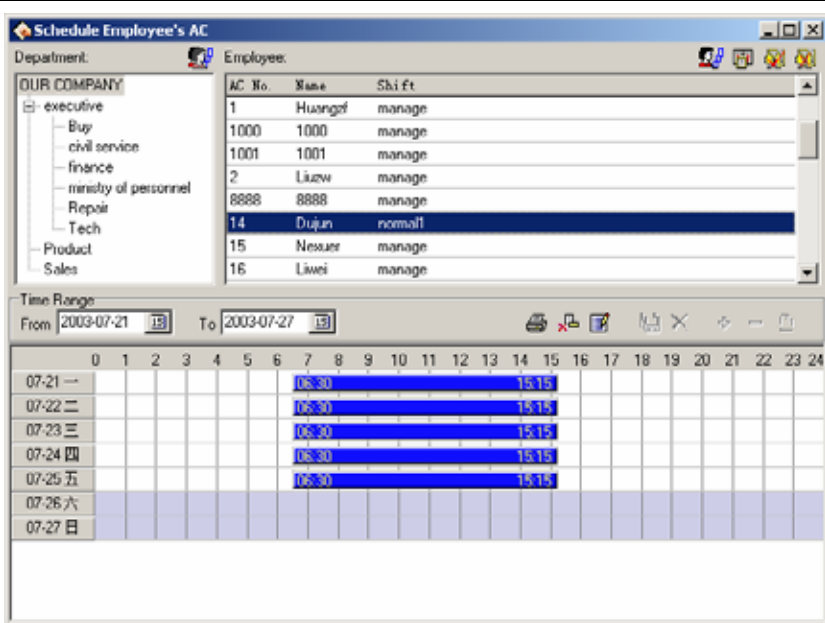 Schedule Employee's AC
Department: Employee:
OUR COMPANY
executive
Buy
civil service
finance
ministry of personnel
Repair
Tech
Product
Sales
AC No. Name Shift
1 Huangzf manage
1000 1000 manage
1001 1001 manage
2 Liuzw manage
8888 8888 manage
14 Dujun normal1
15 Nexuer manage
16 Liwei manage
Time Range
From 2003-07-21 15 To 2003-07-27 15
0 1 2 3 4 5 6 7 8 9 10 11 12 13 14 15 16 17 18 19 20 21 22 23 24
07-21 一 06:30 15:15
07-22 二 06:30 15:15
07-23 三 06:30 15:15
07-24 四 06:30 15:15
07-25 五 06:30 15:15
07-26 六
07-27 日